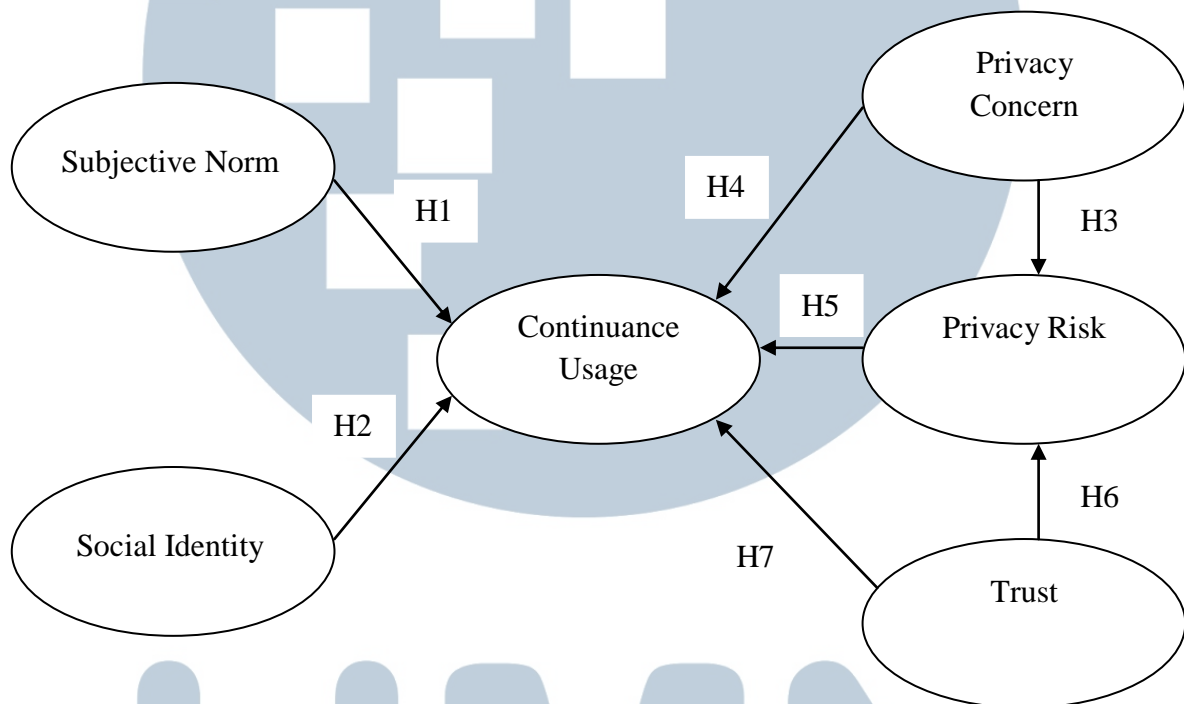 Privacy
Concern
Subjective Norm
H4
H1
H3
H5
Continuance
Usage
Privacy Risk
H2
H6
Social Identity
H7
Trust